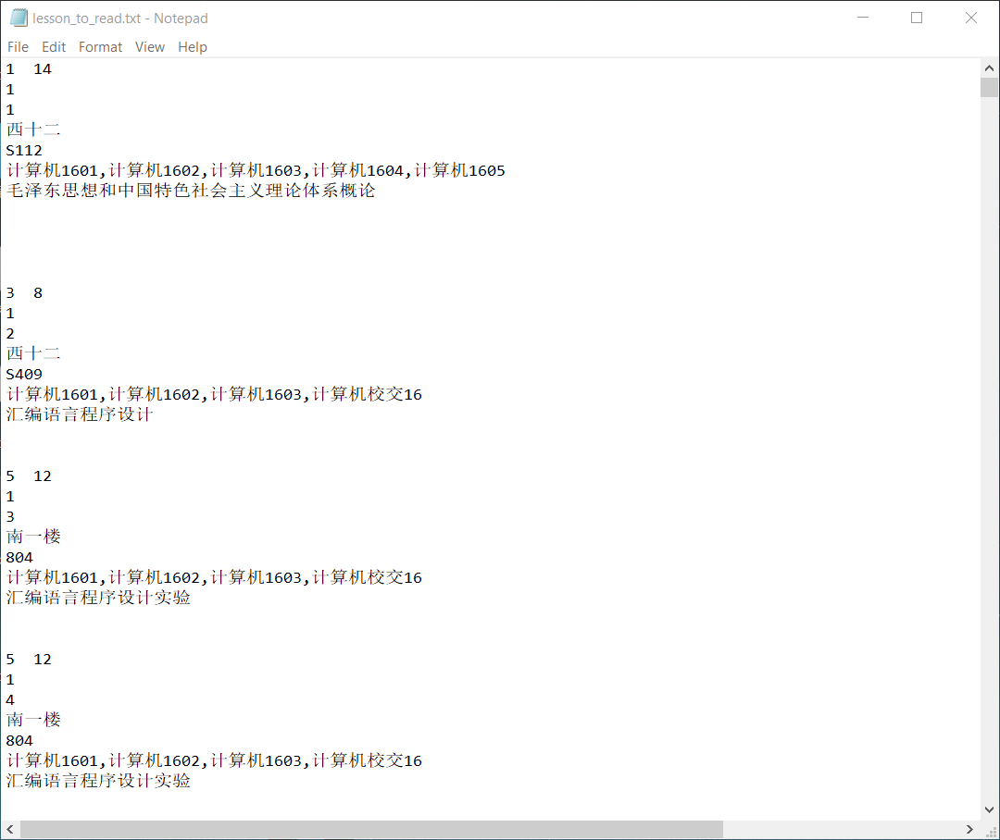 lesson_to_read.txt - Notepad
File Edit Format View Help
1  14
1
1
西十二
S112
计算机1601,计算机1602,计算机1603,计算机1604,计算机1605
毛泽东思想和中国特色社会主义理论体系概论
3  8
1
2
西十二
S409
计算机1601,计算机1602,计算机1603,计算机校交16
汇编语言程序设计
5  12
1
3
南一楼
804
计算机1601,计算机1602,计算机1603,计算机校交16
汇编语言程序设计实验
5  12
1
4
南一楼
804
计算机1601,计算机1602,计算机1603,计算机校交16
汇编语言程序设计实验